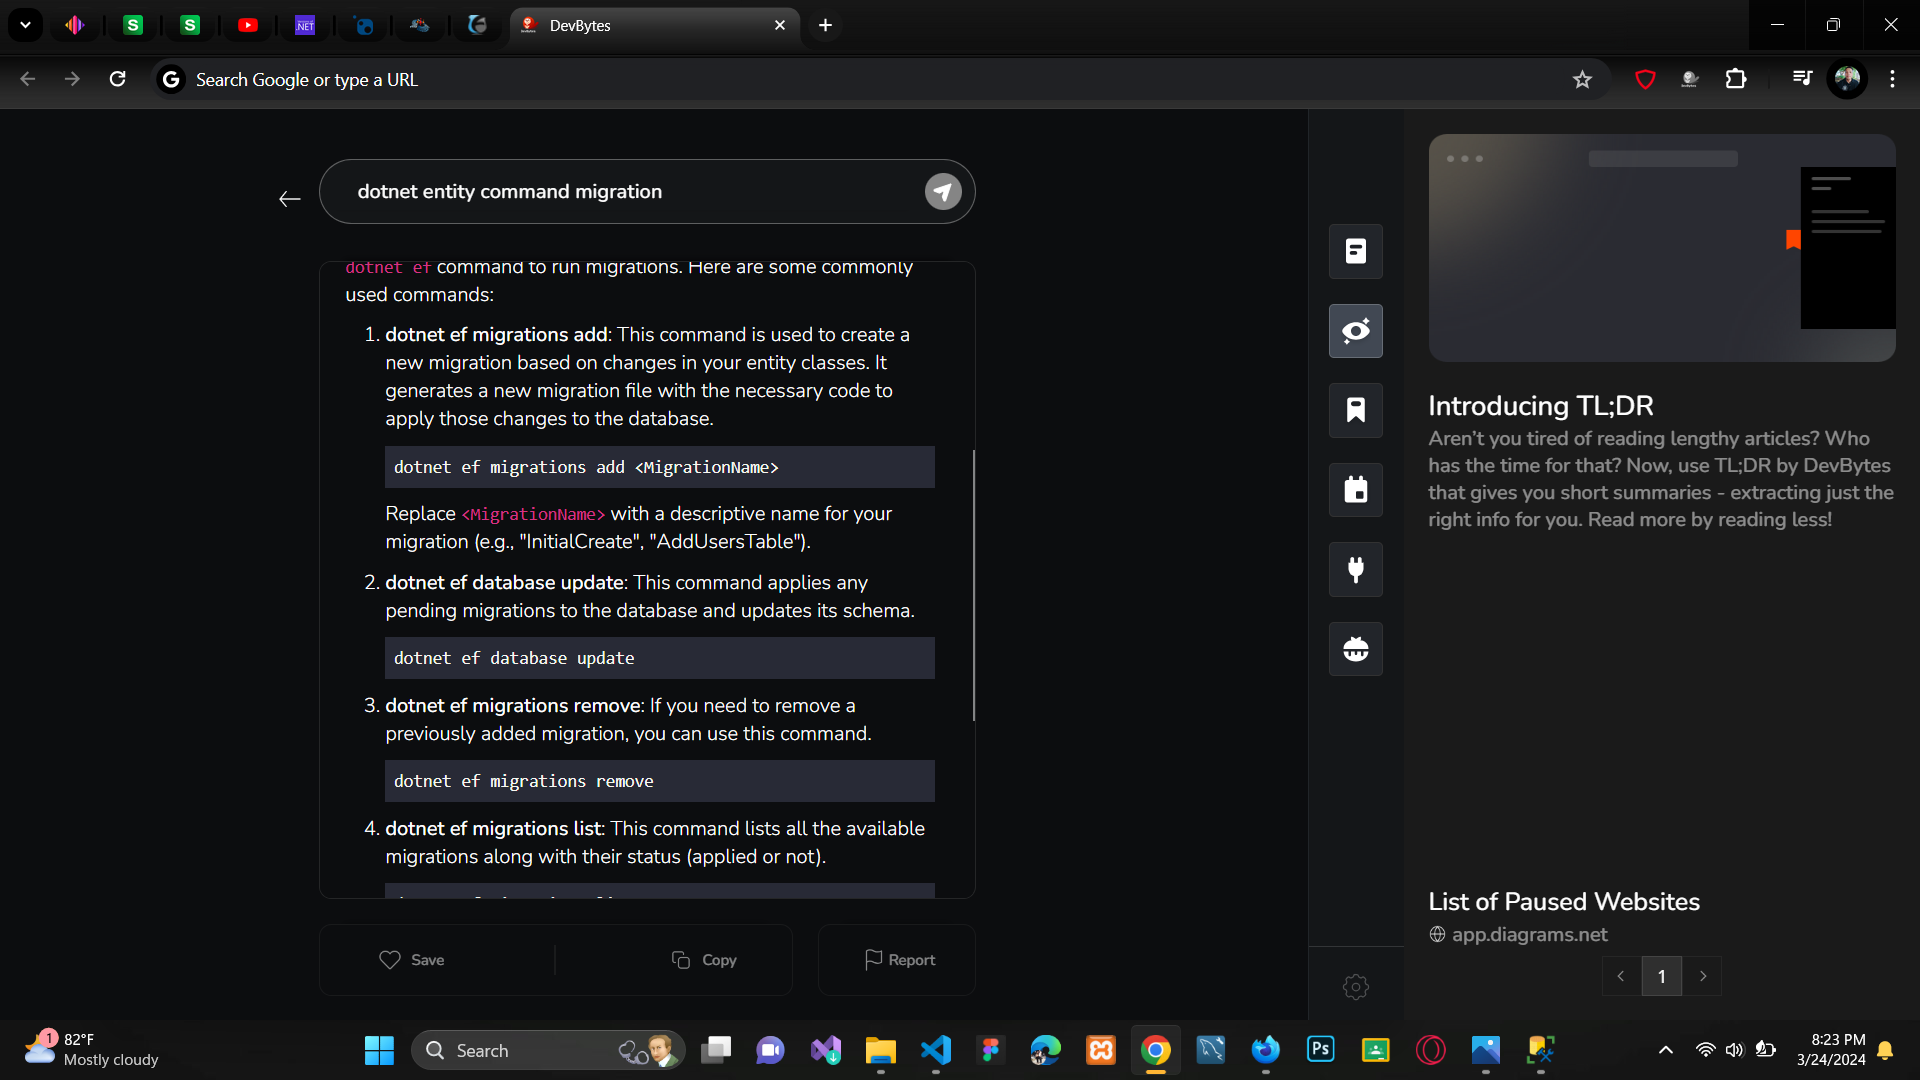 DevBytes
Search Google or type a URL
dotnet entity command migration
dotnet ef command to run migrations. Here are some commonly
used commands:
1. dotnet ef migrations add: This command is used to create a
new migration based on changes in your entity classes. It
generates a new migration file with the necessary code to
apply those changes to the database.
dotnet ef migrations add <MigrationName>
Replace <MigrationName> with a descriptive name for your
migration (e.g., "InitialCreate", "AddUsersTable").
2. dotnet ef database update: This command applies any
pending migrations to the database and updates its schema.
dotnet ef database update
3. dotnet ef migrations remove: If you need to remove a
previously added migration, you can use this command.
dotnet ef migrations remove
4. dotnet ef migrations list: This command lists all the available
migrations along with their status (applied or not).
Save
Copy
Report
Introducing TL;DR
Aren't you tired of reading lengthy articles? Who
has the time for that? Now, use TL;DR by DevBytes
that gives you short summaries - extracting just the
right info for you. Read more by reading less!
List of Paused Websites
app.diagrams.net
1
1
82°F
Mostly cloudy
Search
Ps
8:23 PM
3/24/2024